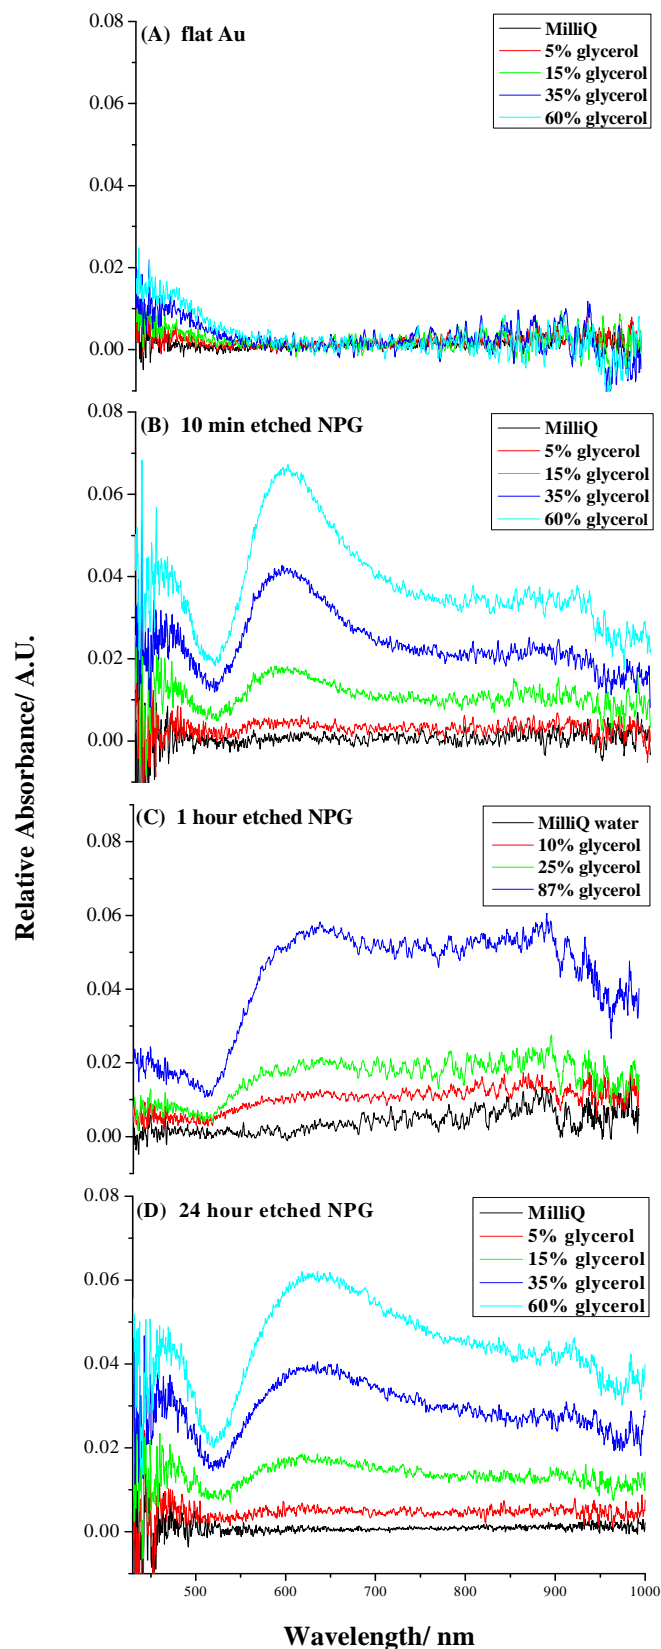 0.08
(A) flat Au
MilliQ
5% glycerol
15% glycerol
35% glycerol
60% glycerol
0.06
0.04
0.02
0.00
0.08
(B) 10 min etched NPG
MilliQ
5% glycerol
15% glycerol
35% glycerol
60% glycerol
0.06
0.04
0.02
0.00
Relative Absorbance/ A.U.
(C) 1 hour etched NPG
MilliQ water
10% glycerol
25% glycerol
87% glycerol
0.08
0.06
0.04
0.02
0.00
0.08
(D) 24 hour etched NPG
MilliQ
5% glycerol
15% glycerol
35% glycerol
60% glycerol
0.06
0.04
0.02
0.00
500 600 700 800 900 1000
Wavelength/ nm